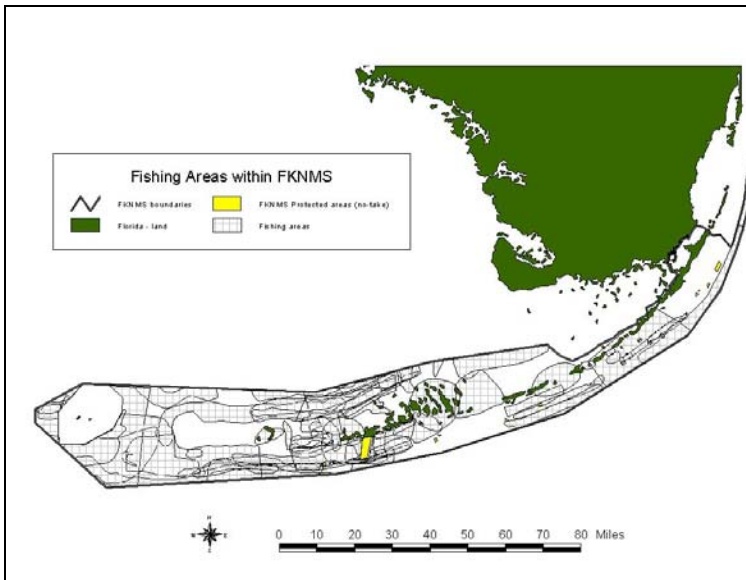 Fishing Areas within FKNMS
FKNMS boundaries
FKNMS Protected areas (no-take)
Florida - land
Fishing areas
N
W E
S
0 10 20 30 40 50 60 70 80 Miles